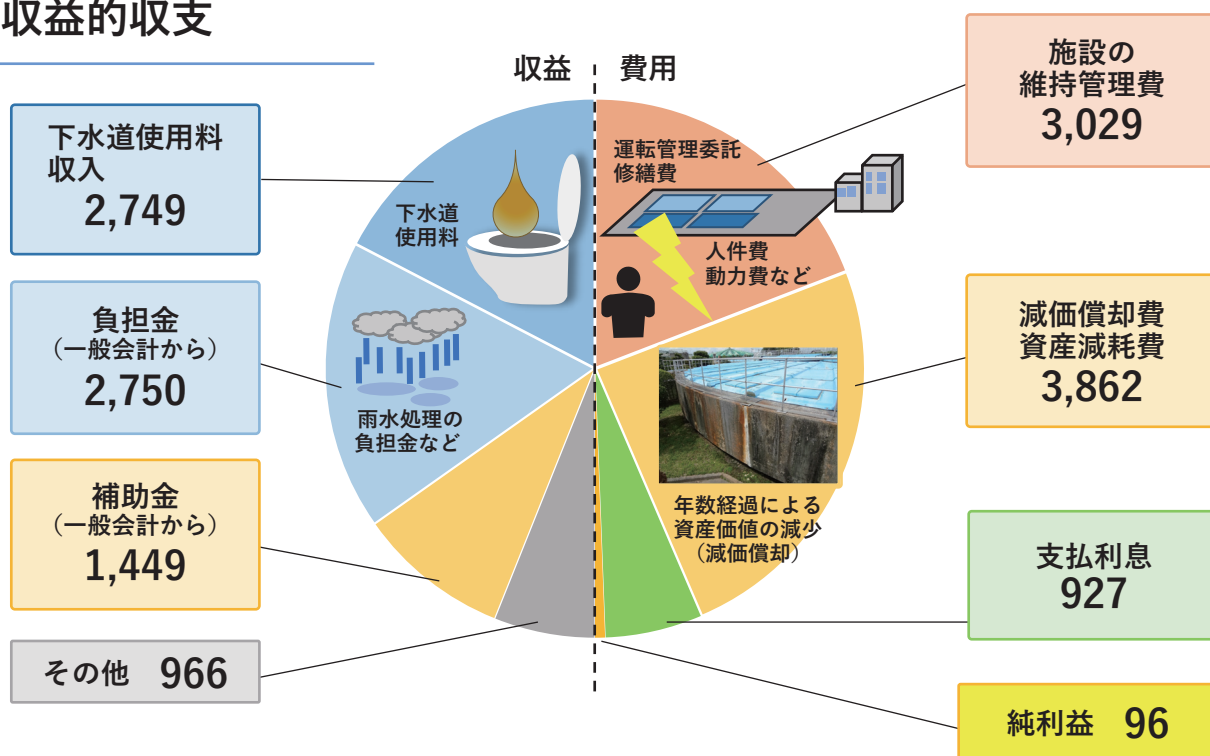 収益的収支
収益
費用
下水道使用料
収入
2,749
負担金
（一般会計から）
2,750
補助金
（一般会計から）
1,449
その他 966
下水道
使用料
雨水処理の
負担金など
運転管理委託
修繕費
人件費
動力費など
年数経過による
資産価値の減少
（減価償却）
施設の
維持管理費
3,029
減価償却費
資産減耗費
3,862
支払利息
927
純利益 96